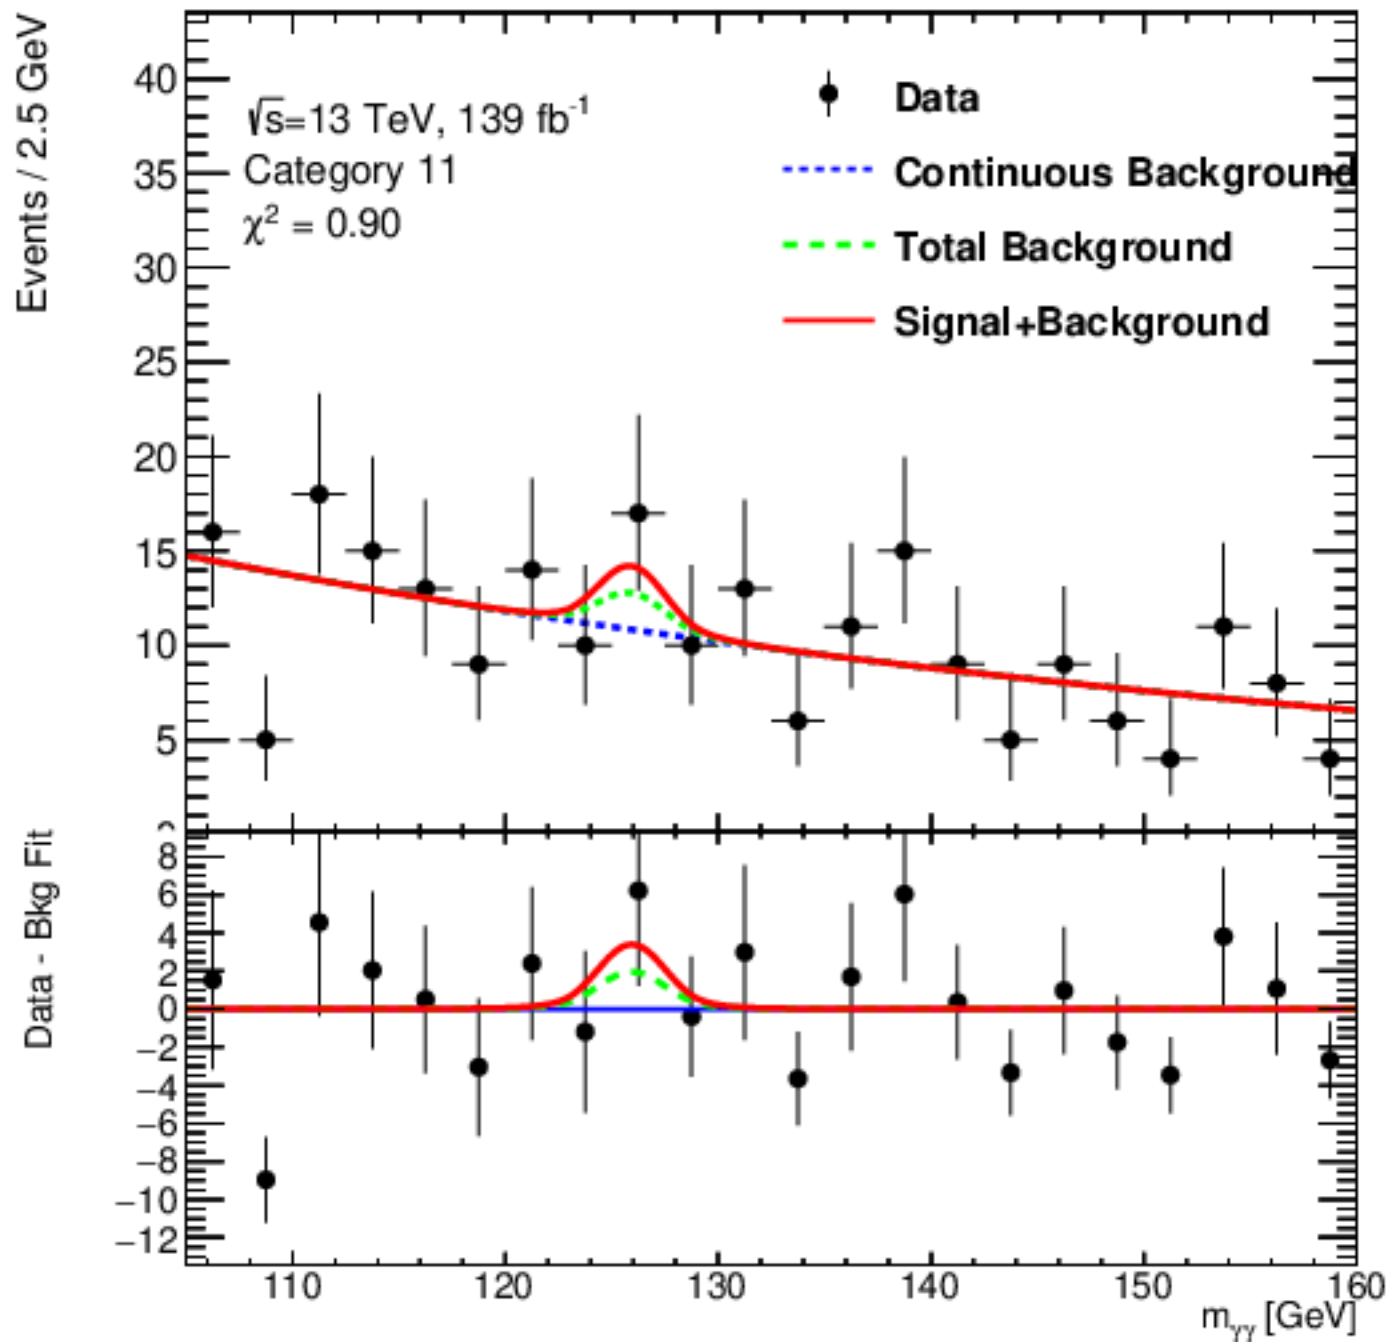 Events / 2.5 GeV
40
35
30
25
20
15
10
5
√s=13 TeV, 139 fb⁻¹
Category 11
χ² = 0.90
Data
Continuous Background
Total Background
Signal+Background
Data - Bkg Fit
8
6
4
2
0
−2
−4
−6
−8
−10
−12
110 120 130 140 150 160
mγγ [GeV]